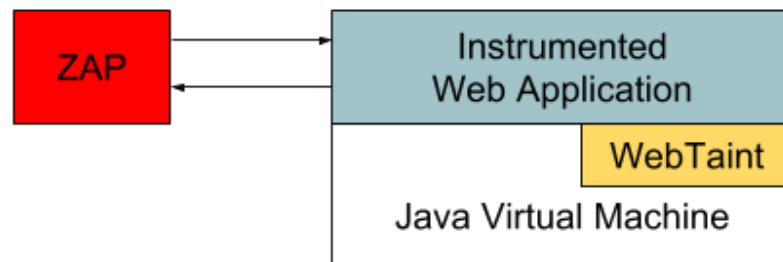 ZAP
Instrumented
Web Application
WebTaint
Java Virtual Machine